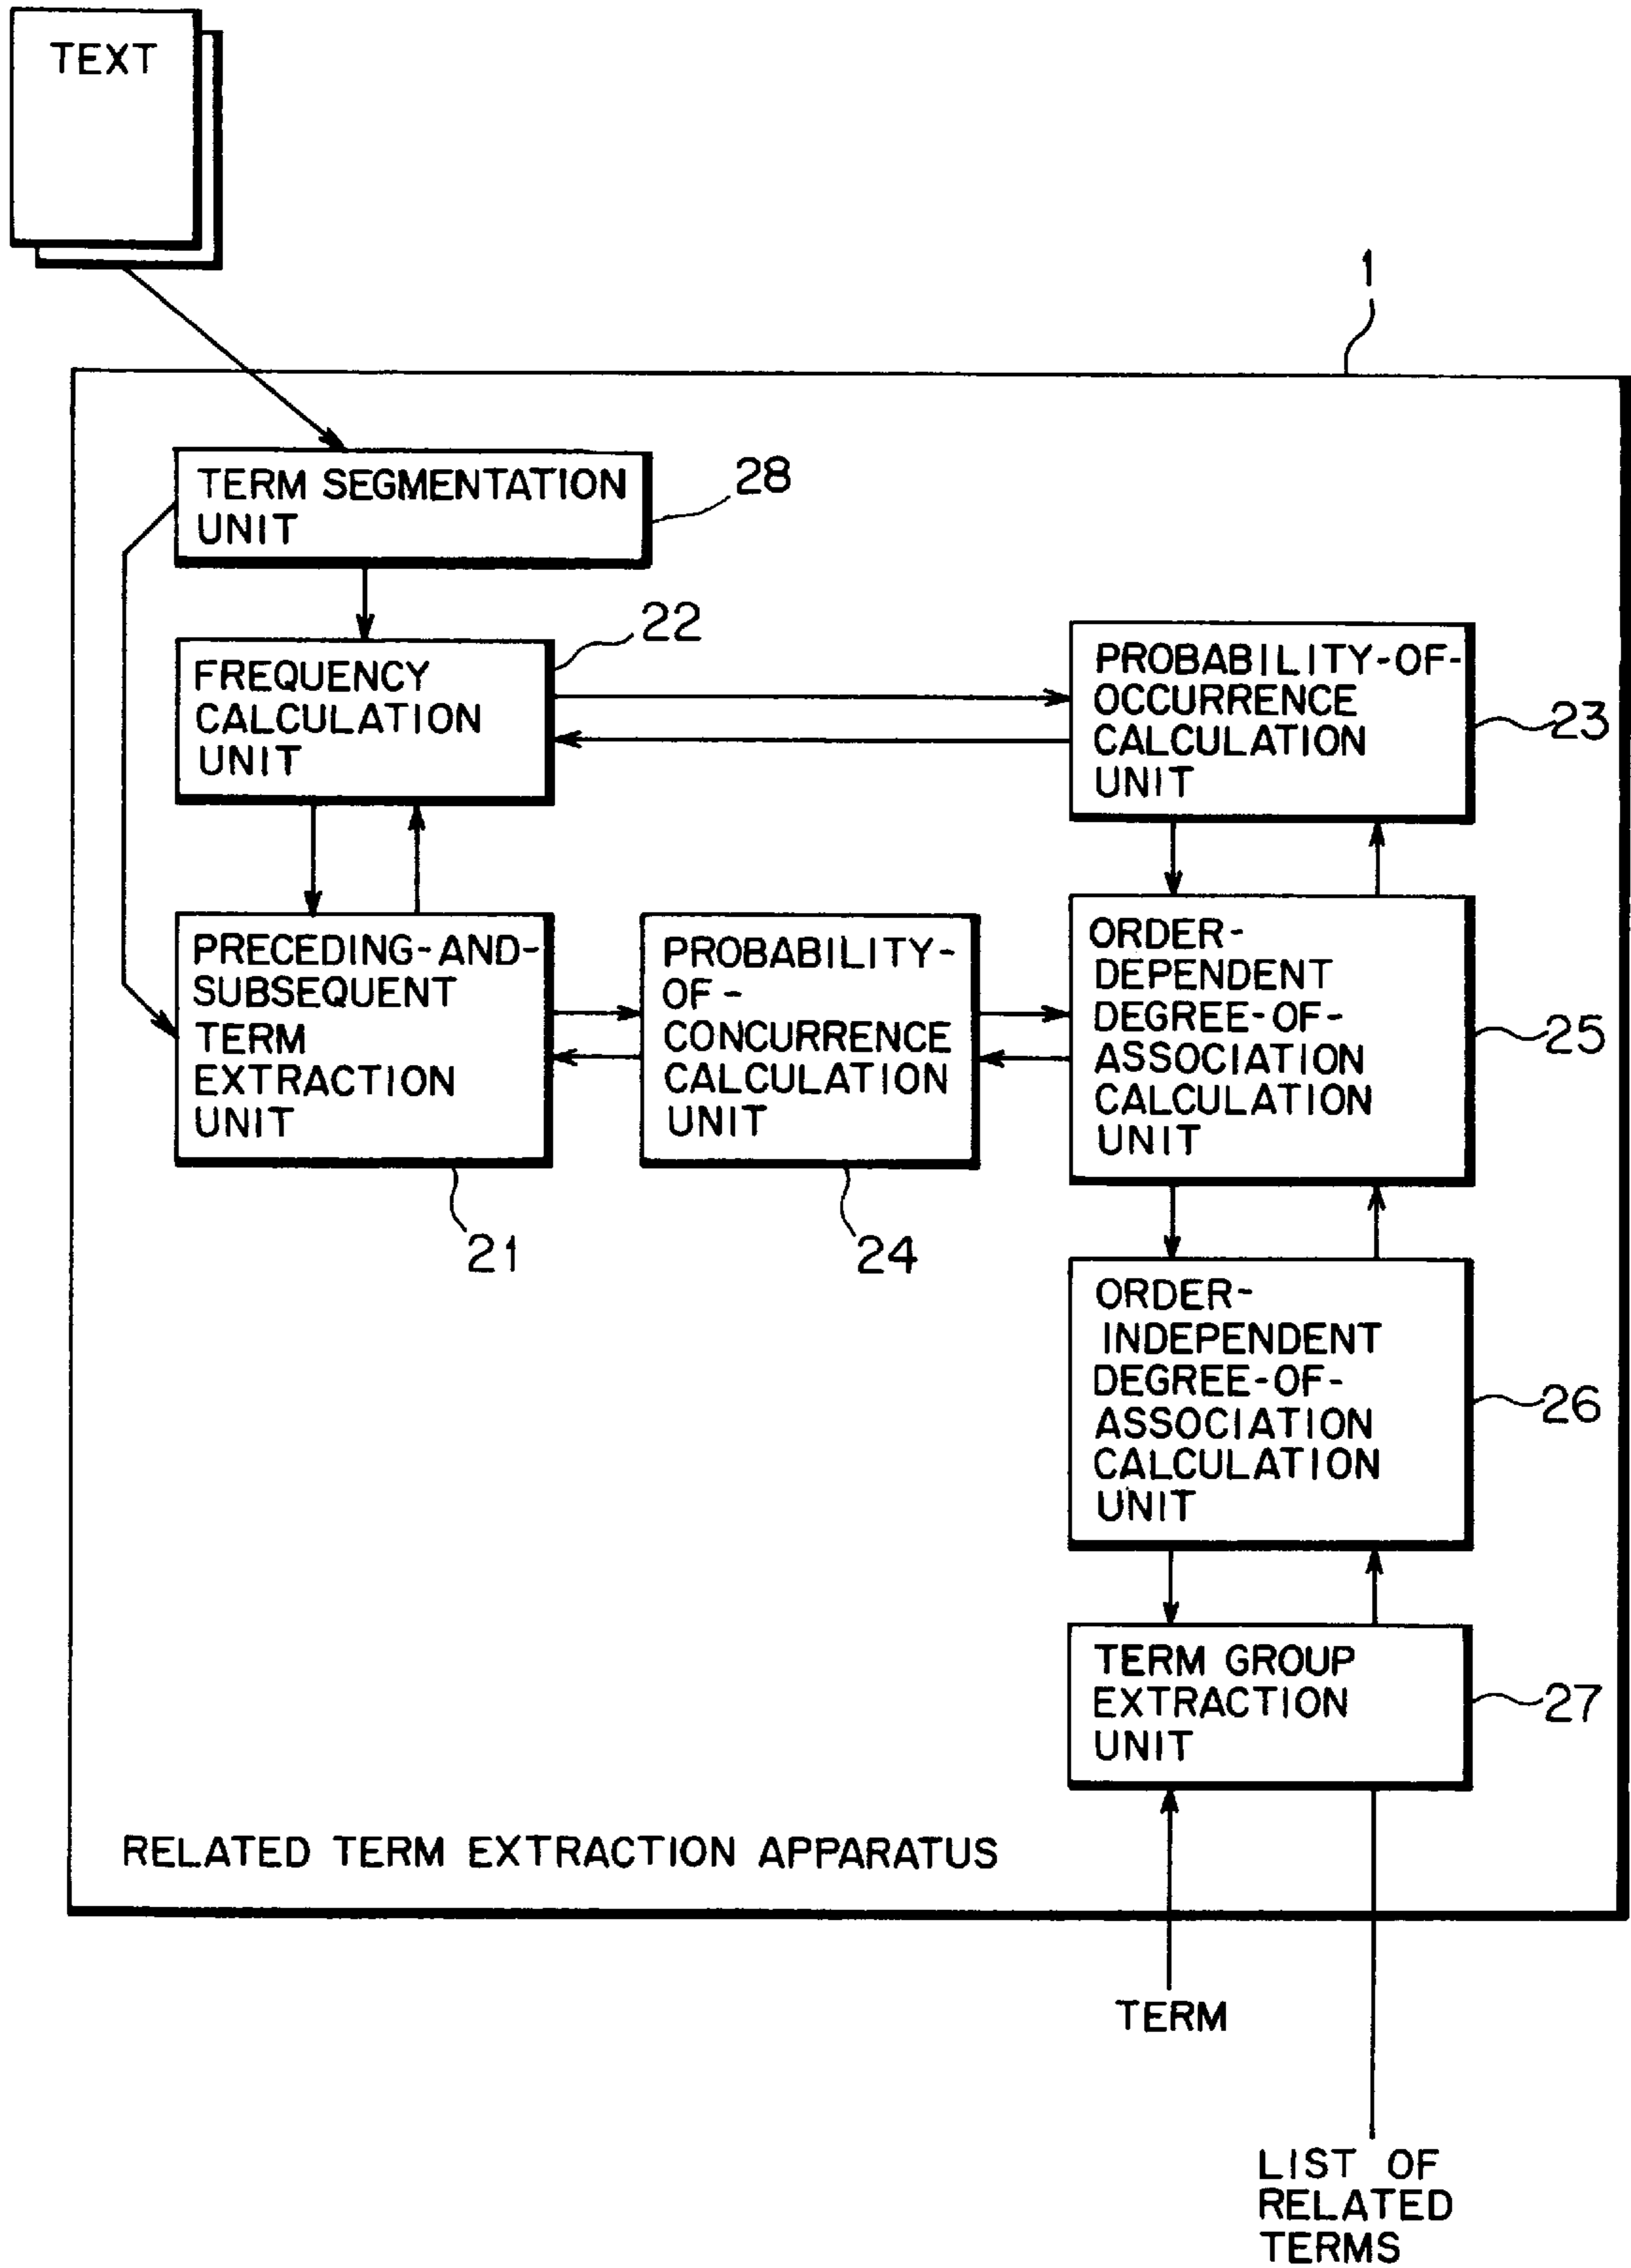 TEXT
1
TERM SEGMENTATION
UNIT
28
FREQUENCY
CALCULATION
UNIT
22
PROBABILITY-OF-
OCCURRENCE
CALCULATION
UNIT
23
PRECEDING-AND-
SUBSEQUENT
TERM
EXTRACTION
UNIT
21
PROBABILITY-
OF-
CONCURRENCE
CALCULATION
UNIT
24
ORDER-
DEPENDENT
DEGREE-OF-
ASSOCIATION
CALCULATION
UNIT
25
ORDER-
INDEPENDENT
DEGREE-OF-
ASSOCIATION
CALCULATION
UNIT
26
TERM GROUP
EXTRACTION
UNIT
27
RELATED TERM EXTRACTION APPARATUS
TERM
LIST OF
RELATED
TERMS